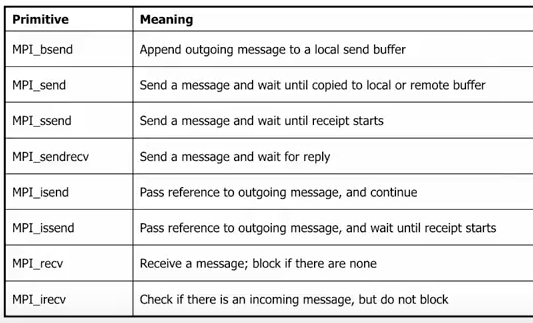 Primitive Meaning
MPI_bsend Append outgoing message to a local send buffer
MPI_send Send a message and wait until copied to local or remote buffer
MPI_ssend Send a message and wait until receipt starts
MPI_sendrecv Send a message and wait for reply
MPI_isend Pass reference to outgoing message, and continue
MPI_issend Pass reference to outgoing message, and wait until receipt starts
MPI_recv Receive a message; block if there are none
MPI_irecv Check if there is an incoming message, but do not block